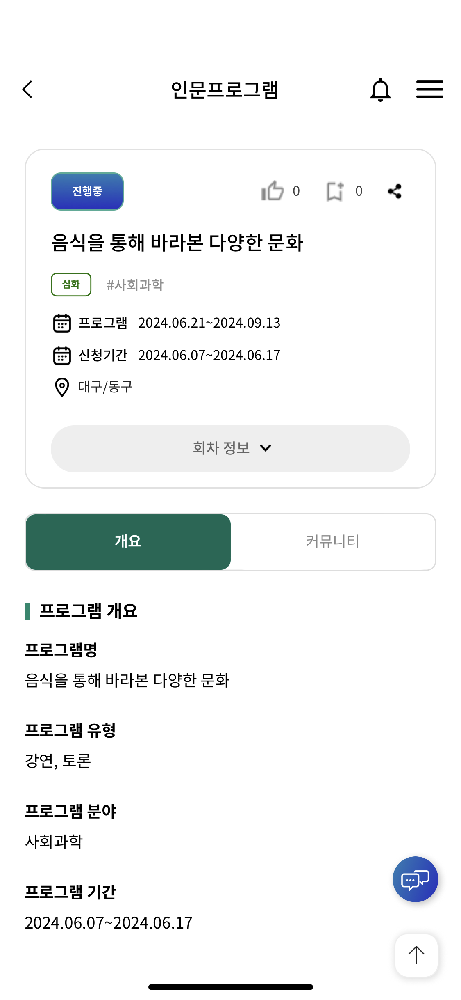 인문프로그램
진행중
0
0
음식을 통해 바라본 다양한 문화
심화 #사회과학
프로그램 2024.06.21~2024.09.13
신청기간 2024.06.07~2024.06.17
대구/동구
회차 정보
개요
커뮤니티
프로그램 개요
프로그램명
음식을 통해 바라본 다양한 문화
프로그램 유형
강연, 토론
프로그램 분야
사회과학
프로그램 기간
2024.06.07~2024.06.17